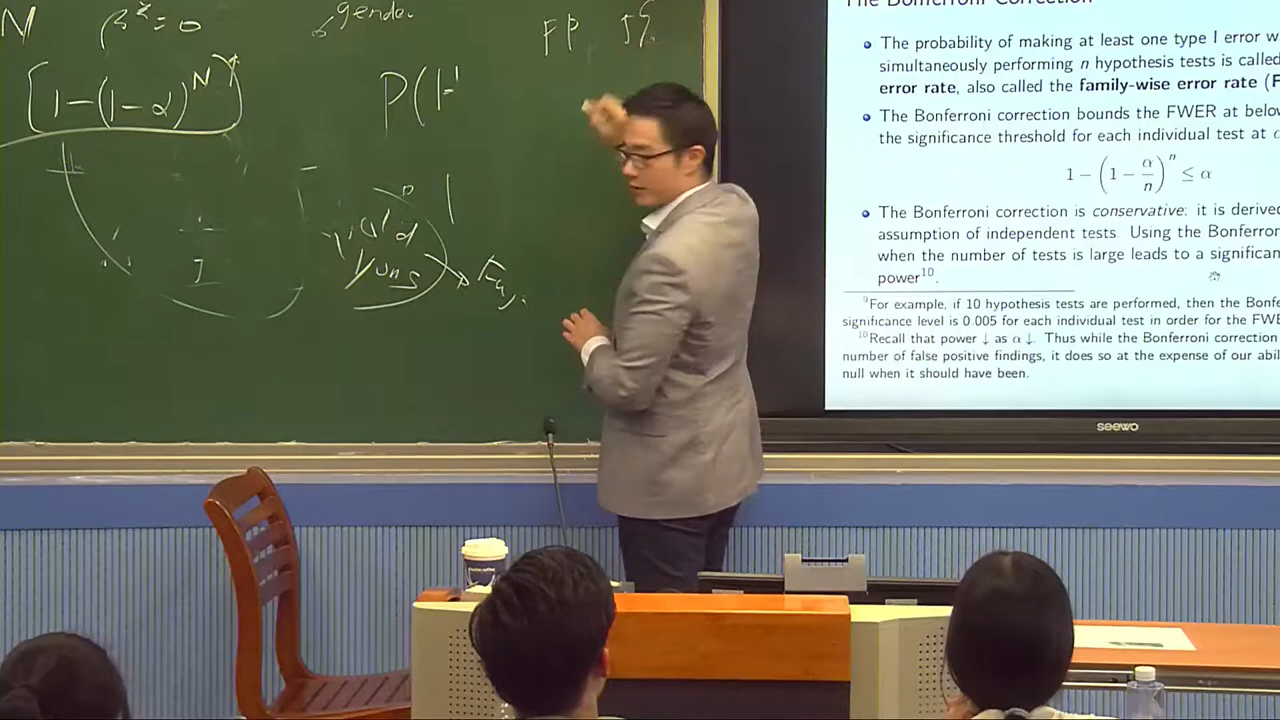 N
β² = 0
gender
FP 5%
[1-(1-α)^N]
P(H
I
The Bonferroni Correction
• The probability of making at least one type I error w
simultaneously performing n hypothesis tests is called
error rate, also called the family-wise error rate (F
• The Bonferroni correction bounds the FWER at below
the significance threshold for each individual test at α
1 − (1 − α/n)^n ≤ α
• The Bonferroni correction is conservative: it is derived
assumption of independent tests. Using the Bonferron
when the number of tests is large leads to a significan
power¹⁰.
⁹For example, if 10 hypothesis tests are performed, then the Bonfe
significance level is 0.005 for each individual test in order for the FWE
¹⁰Recall that power ↓ as α ↓. Thus while the Bonferroni correction
number of false positive findings, it does so at the expense of our abil
null when it should have been.
seewo